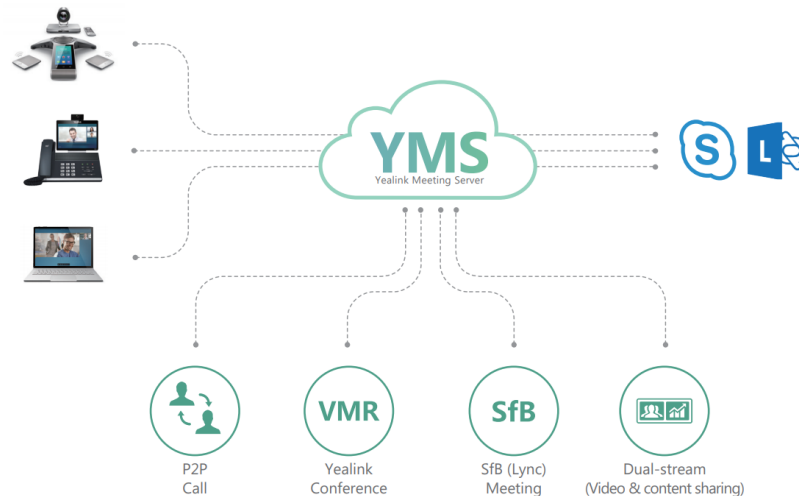 YMS
Yealink Meeting Server
S
L
VMR
SfB
P2P
Call
Yealink
Conference
SfB (Lync)
Meeting
Dual-stream
(Video & content sharing)